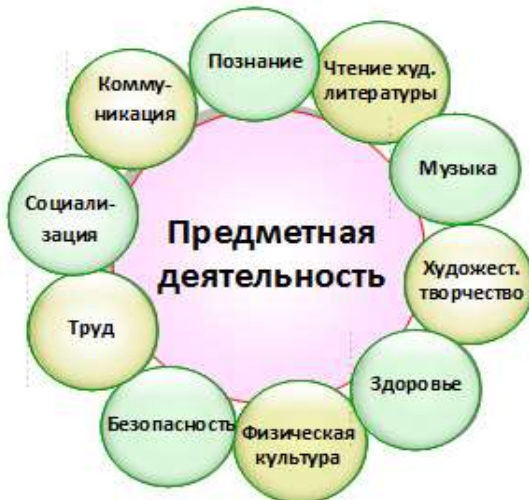 Познание
Чтение худ.
литературы
Музыка
Художест.
творчество
Здоровье
Физическая
культура
Безопасность
Труд
Социали-
зация
Комму-
никация
Предметная
деятельность